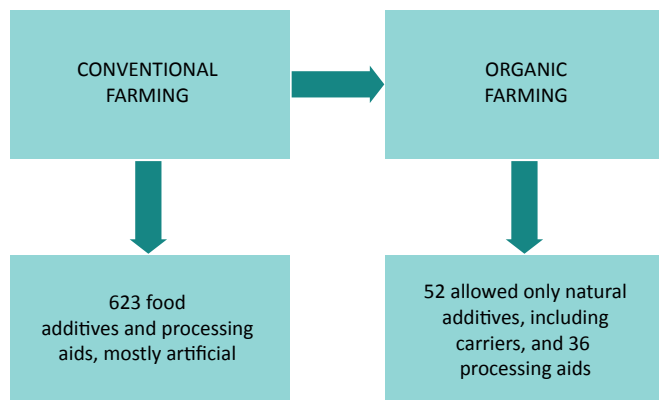 CONVENTIONAL
FARMING
ORGANIC
FARMING
623 food
additives and processing
aids, mostly artificial
52 allowed only natural
additives, including
carriers, and 36
processing aids